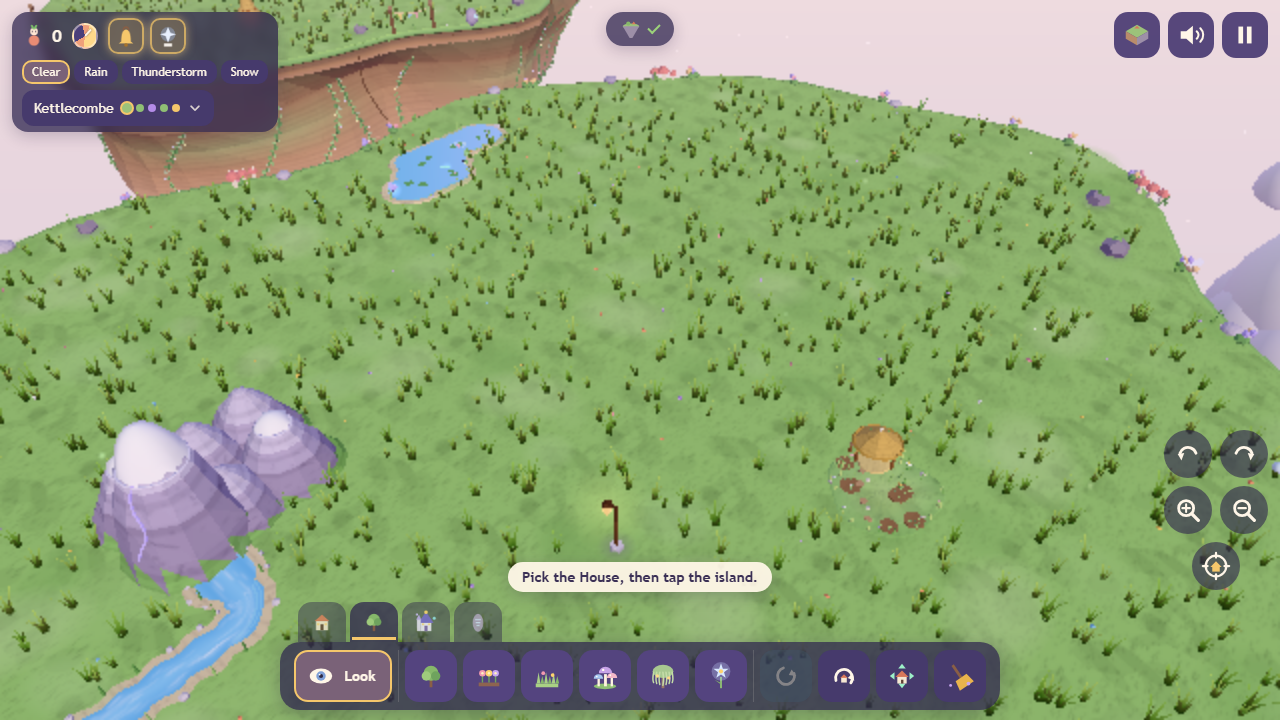 0
Clear Rain Thunderstorm Snow
Kettlecombe
Pick the House, then tap the island.
Look